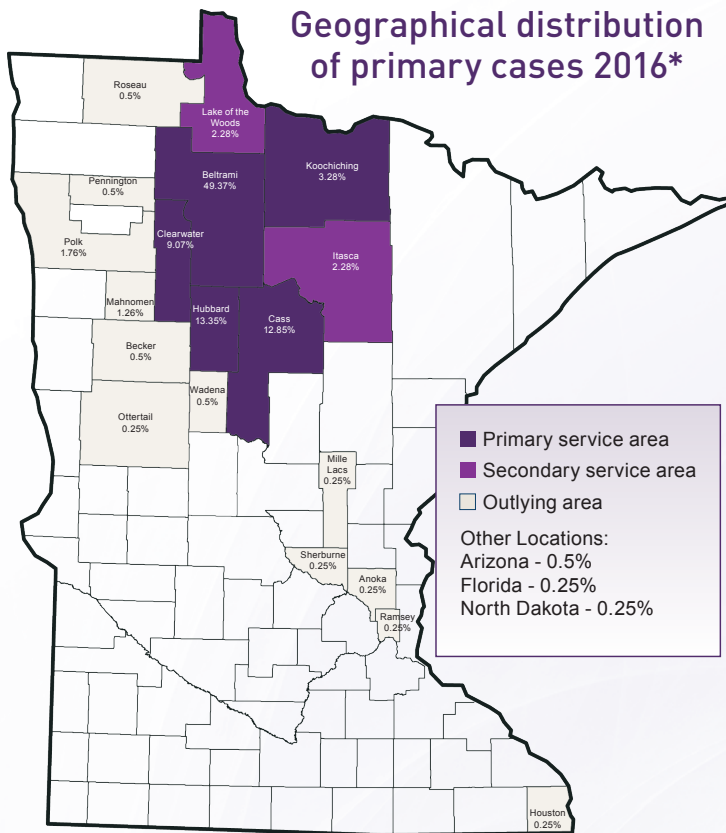 Geographical distribution
of primary cases 2016*
Roseau
0.5%
Lake of the
Woods
2.28%
Koochiching
3.28%
Beltrami
49.37%
Pennington
0.5%
Clearwater
9.07%
Polk
1.76%
Itasca
2.28%
Mahnomen
1.26%
Hubbard
13.35%
Cass
12.85%
Becker
0.5%
Wadena
0.5%
Ottertail
0.25%
Mille
Lacs
0.25%
Sherburne
0.25%
Anoka
0.25%
Ramsey
0.25%
Houston
0.25%
Primary service area
Secondary service area
Outlying area
Other Locations:
Arizona - 0.5%
Florida - 0.25%
North Dakota - 0.25%